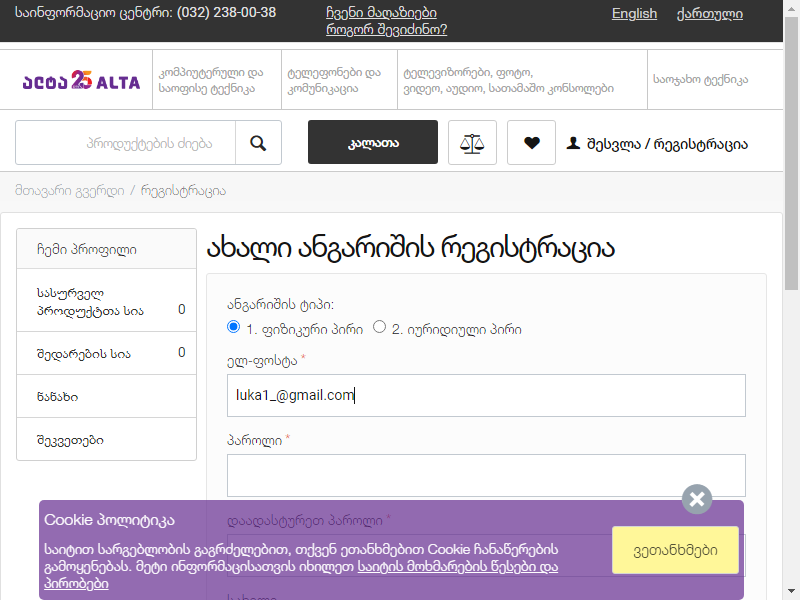 საინფორმაციო ცენტრი: (032) 238-00-38
ჩვენი მაღაზიები
როგორ შევიძინო?
English
ქართული
ალტა 25 ALTA
კომპიუტერული და
საოფისე ტექნიკა
ტელეფონები და
კომუნიკაცია
ტელევიზორები, ფოტო,
ვიდეო, აუდიო, სათამაშო კონსოლები
საოჯახო ტექნიკა
პროდუქტების ძიება
კალათა
შესვლა / რეგისტრაცია
მთავარი გვერდი / რეგისტრაცია
ჩემი პროფილი
სასურველ
პროდუქტთა სია 0
შედარების სია 0
ნანახი
შეკვეთები
ახალი ანგარიშის რეგისტრაცია
ანგარიშის ტიპი:
1. ფიზიკური პირი 2. იურიდიული პირი
ელ-ფოსტა *
luka1_@gmail.com
პაროლი *
დაადასტურეთ პაროლი *
სახელი
Cookie პოლიტიკა
საიტით სარგებლობის გაგრძელებით, თქვენ ეთანხმებით Cookie ჩანაწერების
გამოყენებას. მეტი ინფორმაციისათვის იხილეთ საიტის მოხმარების წესები და
პირობები
ვეთანხმები